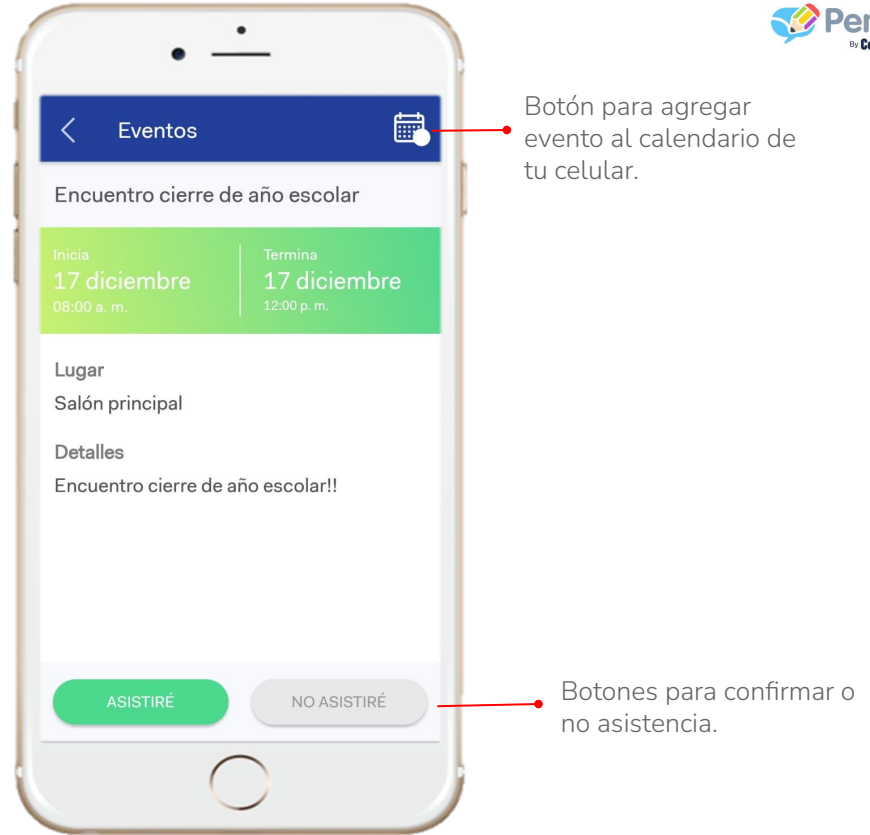 Eventos
Encuentro cierre de año escolar
Inicia
17 diciembre
08:00 a. m.
Termina
17 diciembre
12:00 p. m.
Lugar
Salón principal
Detalles
Encuentro cierre de año escolar!!
ASISTIRÉ
NO ASISTIRÉ
Botón para agregar
evento al calendario de
tu celular.
Botones para confirmar o
no asistencia.
By